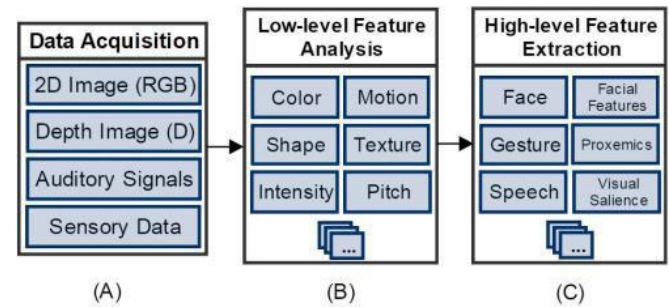 Data Acquisition
2D Image (RGB)
Depth Image (D)
Auditory Signals
Sensory Data
(A)
Low-level Feature
Analysis
Color
Motion
Shape
Texture
Intensity
Pitch
...
(B)
High-level Feature
Extraction
Face
Facial
Features
Gesture
Proxemics
Speech
Visual
Salience
...
(C)